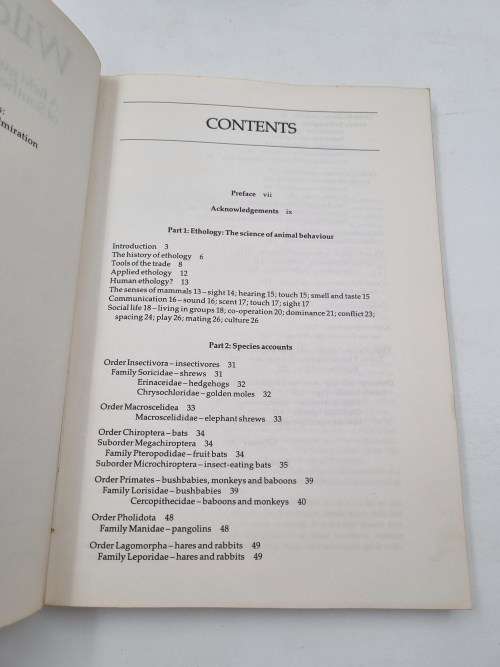 miration
CONTENTS
Preface vii
Acknowledgements ix
Part 1: Ethology: The science of animal behaviour
Introduction 3
The history of ethology 6
Tools of the trade 8
Applied ethology 12
Human ethology? 13
The senses of mammals 13 – sight 14; hearing 15; touch 15; smell and taste 15
Communication 16 – sound 16; scent 17; touch 17; sight 17
Social life 18 – living in groups 18; co-operation 20; dominance 21; conflict 23;
spacing 24; play 26; mating 26; culture 26
Part 2: Species accounts
Order Insectivora – insectivores 31
Family Soricidae – shrews 31
Erinaceidae – hedgehogs 32
Chrysochloridae – golden moles 32
Order Macroscelidea 33
Macroscelididae – elephant shrews 33
Order Chiroptera – bats 34
Suborder Megachiroptera 34
Family Pteropodidae – fruit bats 34
Suborder Microchiroptera – insect-eating bats 35
Order Primates – bushbabies, monkeys and baboons 39
Family Lorisidae – bushbabies 39
Cercopithecidae – baboons and monkeys 40
Order Pholidota 48
Family Manidae – pangolins 48
Order Lagomorpha – hares and rabbits 49
Family Leporidae – hares and rabbits 49